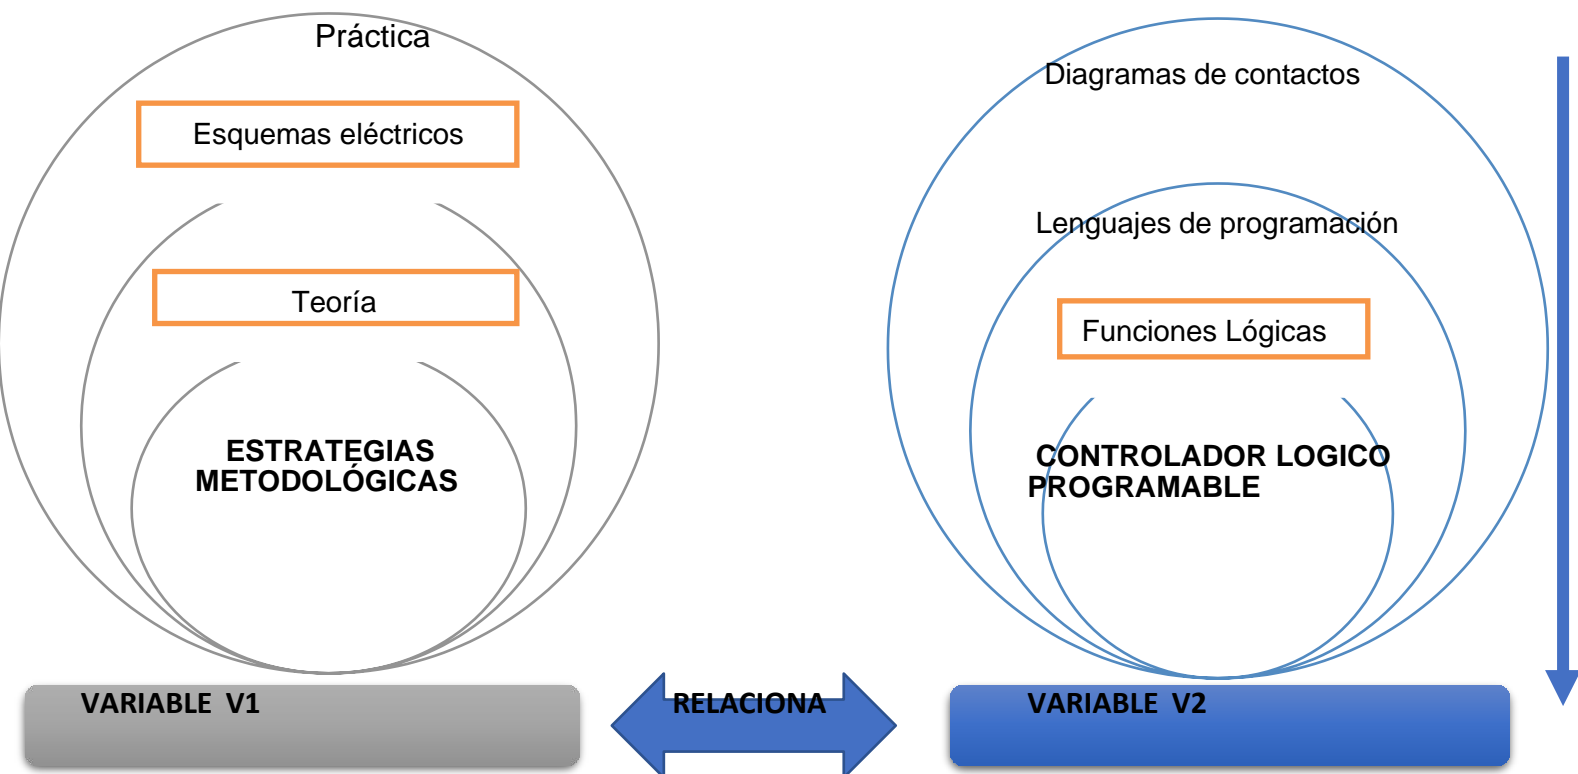 Práctica
Esquemas eléctricos
Teoría
ESTRATEGIAS
METODOLÓGICAS
VARIABLE V1
RELACIONA
Diagramas de contactos
Lenguajes de programación
Funciones Lógicas
CONTROLADOR LOGICO
PROGRAMABLE
VARIABLE V2